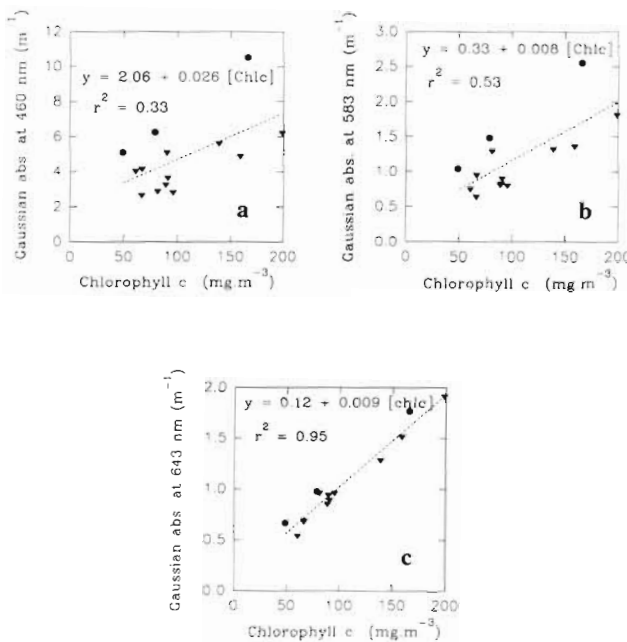 Gaussian abs at 460 nm (m⁻¹)
12
10
8
6
4
2
0
y = 2.06 + 0.026 [Chlc]
r² = 0.33
a
0 50 100 150 200
Chlorophyll c (mg.m⁻³)
Gaussian abs. at 583 nm (m⁻¹)
3.0
2.5
2.0
1.5
1.0
0.5
0.0
y = 0.33 + 0.008 [Chlc]
r² = 0.53
b
0 50 100 150 200
Chlorophyll c (mg m⁻³)
Gaussian abs at 643 nm (m⁻¹)
2.0
1.5
1.0
0.5
0.0
y = 0.12 + 0.009 [chlc]
r² = 0.95
c
0 50 100 150 200
Chlorophyll c (mg.m⁻³)